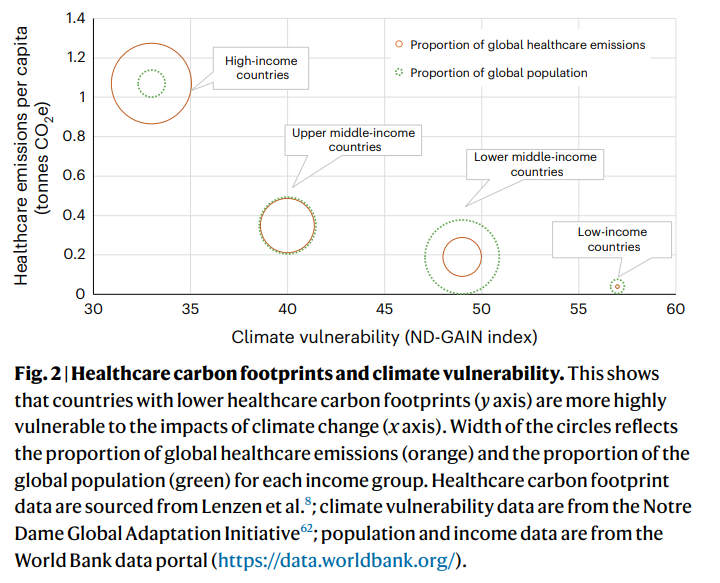 Healthcare emissions per capita
(tonnes CO₂e)
1.4
1.2
1
0.8
0.6
0.4
0.2
0
High-income
countries
Upper middle-income
countries
Lower middle-income
countries
Low-income
countries
Proportion of global healthcare emissions
Proportion of global population
30
35
40
45
50
55
60
Climate vulnerability (ND-GAIN index)
Fig. 2 | Healthcare carbon footprints and climate vulnerability. This shows
that countries with lower healthcare carbon footprints (y axis) are more highly
vulnerable to the impacts of climate change (x axis). Width of the circles reflects
the proportion of global healthcare emissions (orange) and the proportion of the
global population (green) for each income group. Healthcare carbon footprint
data are sourced from Lenzen et al.⁸; climate vulnerability data are from the Notre
Dame Global Adaptation Initiative⁶²; population and income data are from the
World Bank data portal (https://data.worldbank.org/).